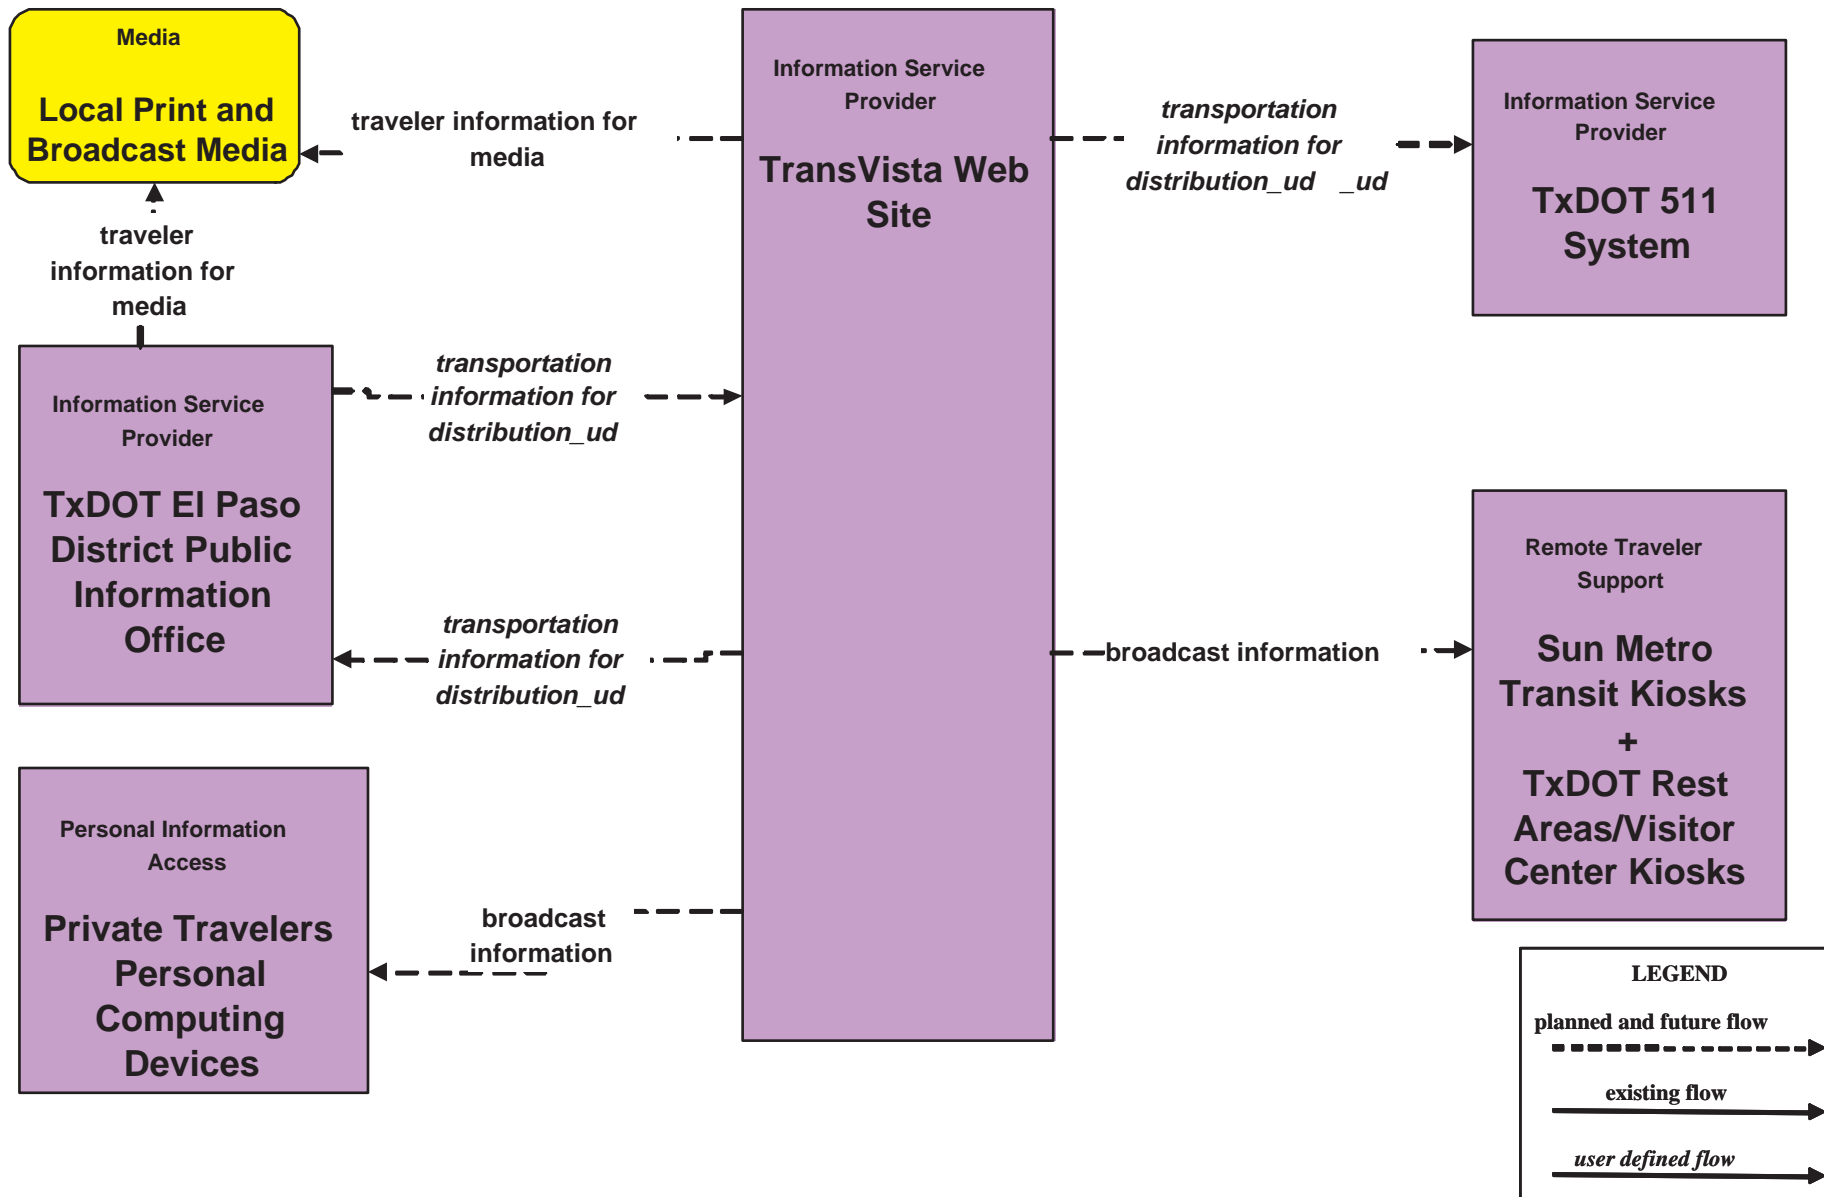 Media
Local Print and
Broadcast Media
traveler information for
media
Information Service
Provider
TransVista Web
Site
transportation
information for
distribution_ud _ud
Information Service
Provider
TxDOT 511
System
traveler
information for
media
Information Service
Provider
TxDOT El Paso
District Public
Information
Office
transportation
information for
distribution_ud
transportation
information for
distribution_ud
broadcast information
Remote Traveler
Support
Sun Metro
Transit Kiosks
+
TxDOT Rest
Areas/Visitor
Center Kiosks
Personal Information
Access
Private Travelers
Personal
Computing
Devices
broadcast
information
LEGEND
planned and future flow
existing flow
user defined flow